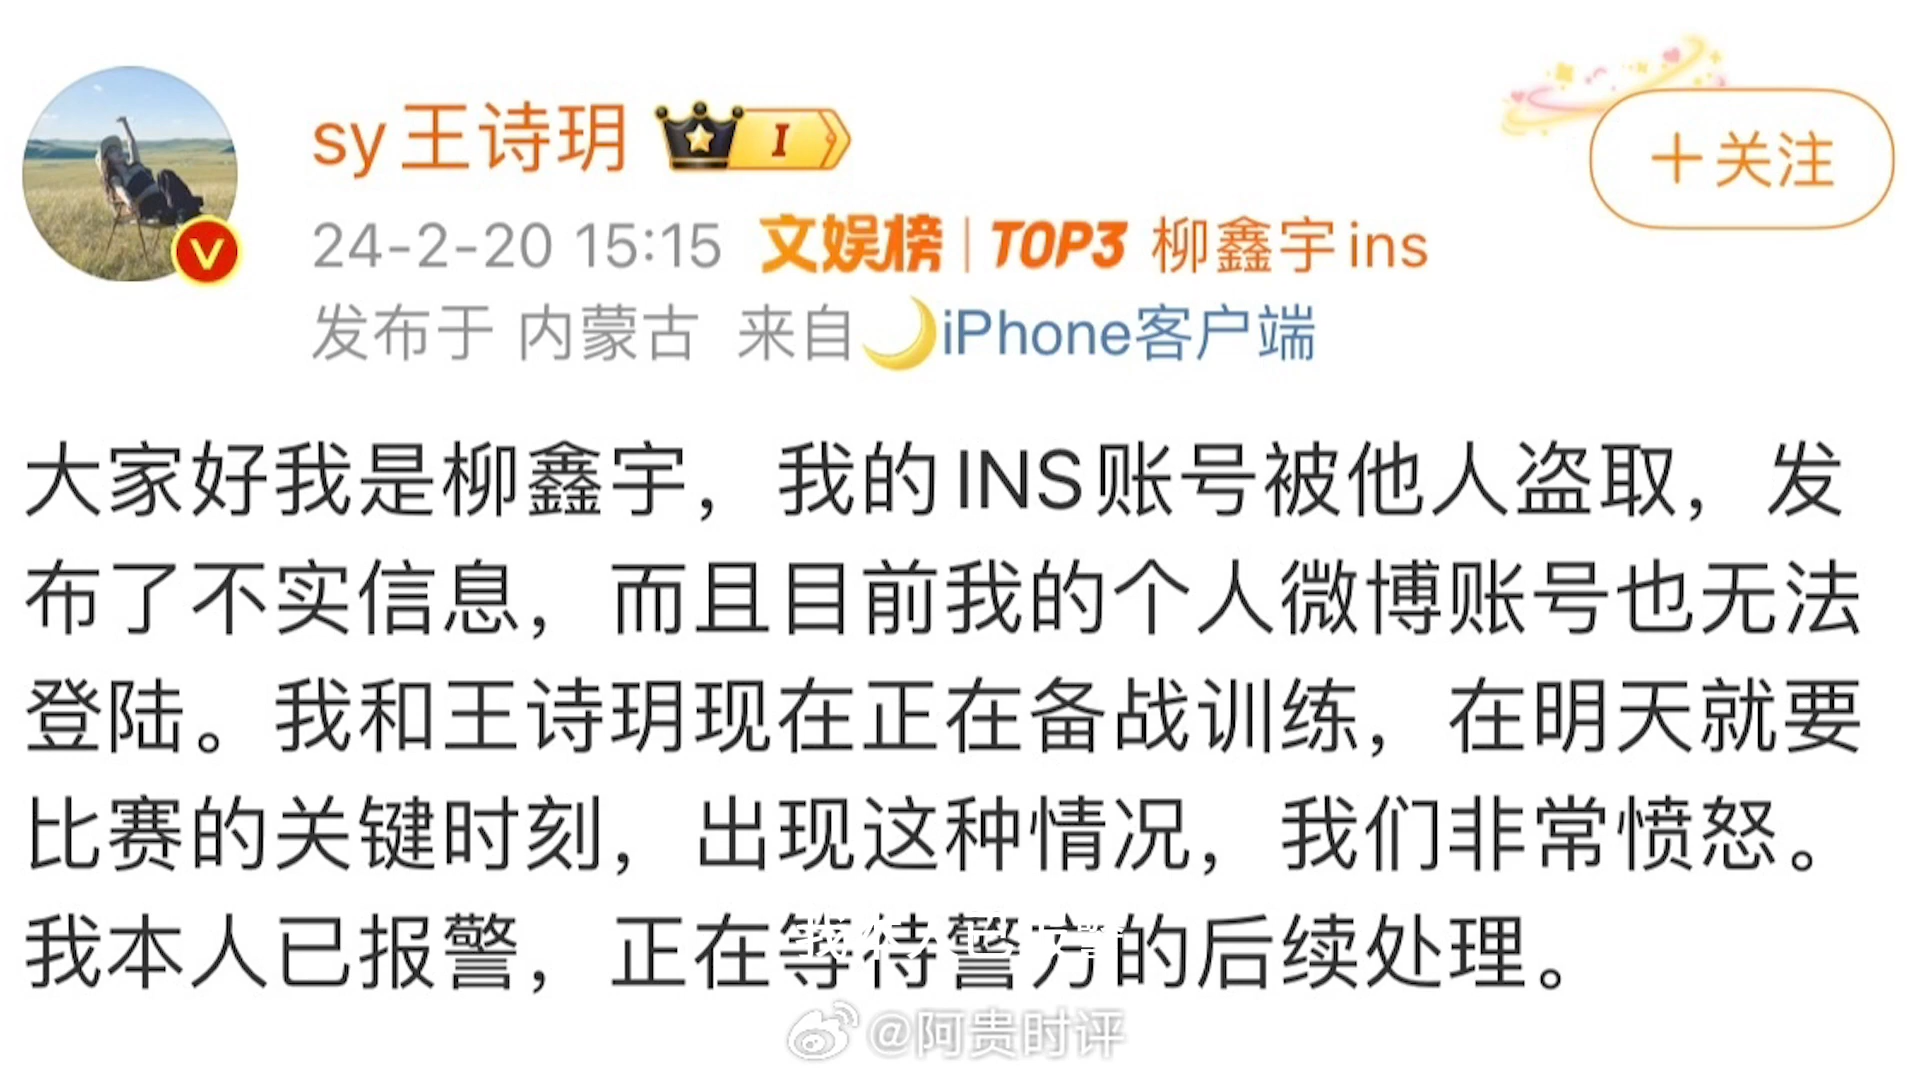 sy王诗玥 I
+关注
24-2-20 15:15 文娱榜 | TOP3 柳鑫宇ins
发布于 内蒙古 来自🌙iPhone客户端
大家好我是柳鑫宇，我的INS账号被他人盗取，发
布了不实信息，而且目前我的个人微博账号也无法
登陆。我和王诗玥现在正在备战训练，在明天就要
比赛的关键时刻，出现这种情况，我们非常愤怒。
我本人已报警，正在等待警方的后续处理。
我本人已报警
@阿贵时评